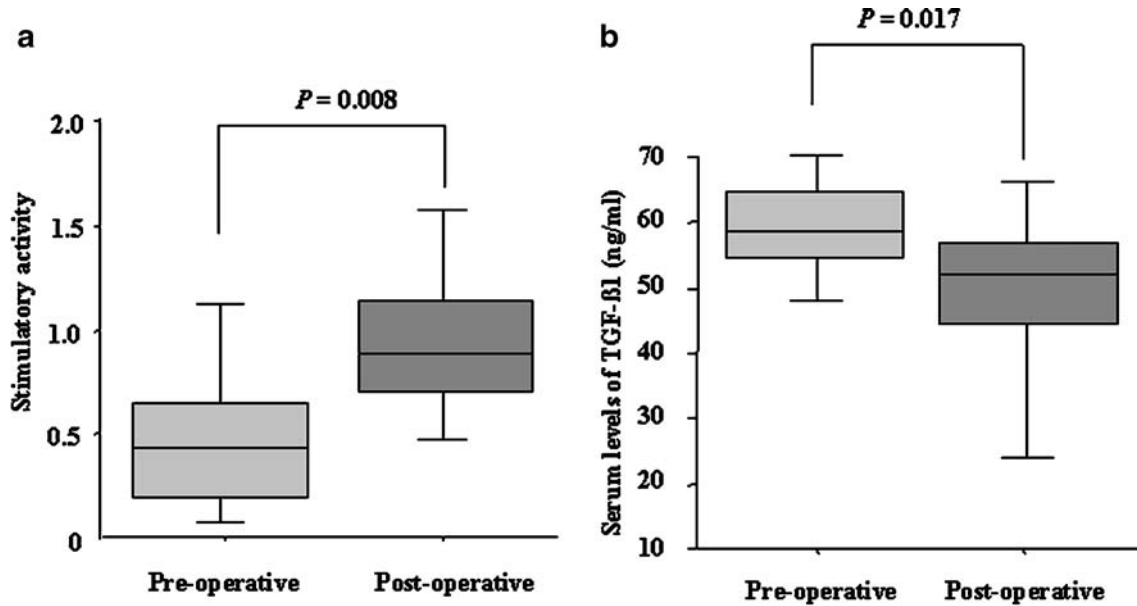 a
P = 0.008
2.0
1.5
1.0
0.5
0
Stimulatory activity
Pre-operative
Post-operative
b
P = 0.017
70
60
50
40
30
20
10
Serum levels of TGF-ß1 (ng/ml)
Pre-operative
Post-operative